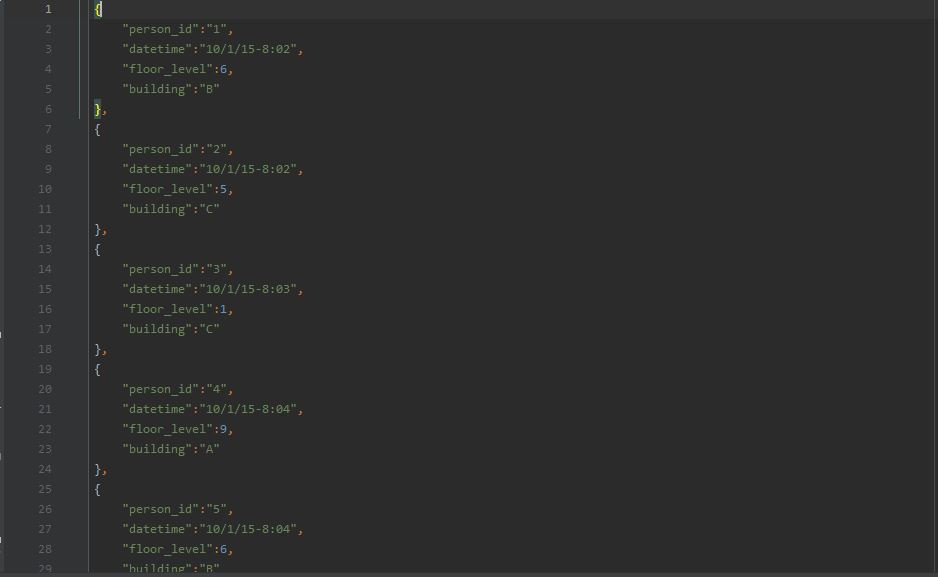 1 {
2 "person_id":"1",
3 "datetime":"10/1/15-8:02",
4 "floor_level":6,
5 "building":"B"
6 },
7 {
8 "person_id":"2",
9 "datetime":"10/1/15-8:02",
10 "floor_level":5,
11 "building":"C"
12 },
13 {
14 "person_id":"3",
15 "datetime":"10/1/15-8:03",
16 "floor_level":1,
17 "building":"C"
18 },
19 {
20 "person_id":"4",
21 "datetime":"10/1/15-8:04",
22 "floor_level":9,
23 "building":"A"
24 },
25 {
26 "person_id":"5",
27 "datetime":"10/1/15-8:04",
28 "floor_level":6,
29 "building":"B"